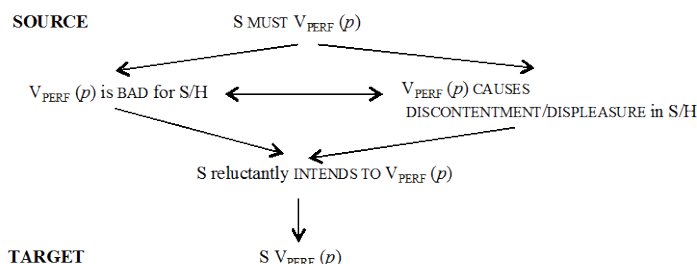 SOURCE S MUST VPERF (p)
VPERF (p) is BAD for S/H VPERF (p) CAUSES
DISCONTENTMENT/DISPLEASURE in S/H
S reluctantly INTENDS TO VPERF (p)
TARGET S VPERF (p)